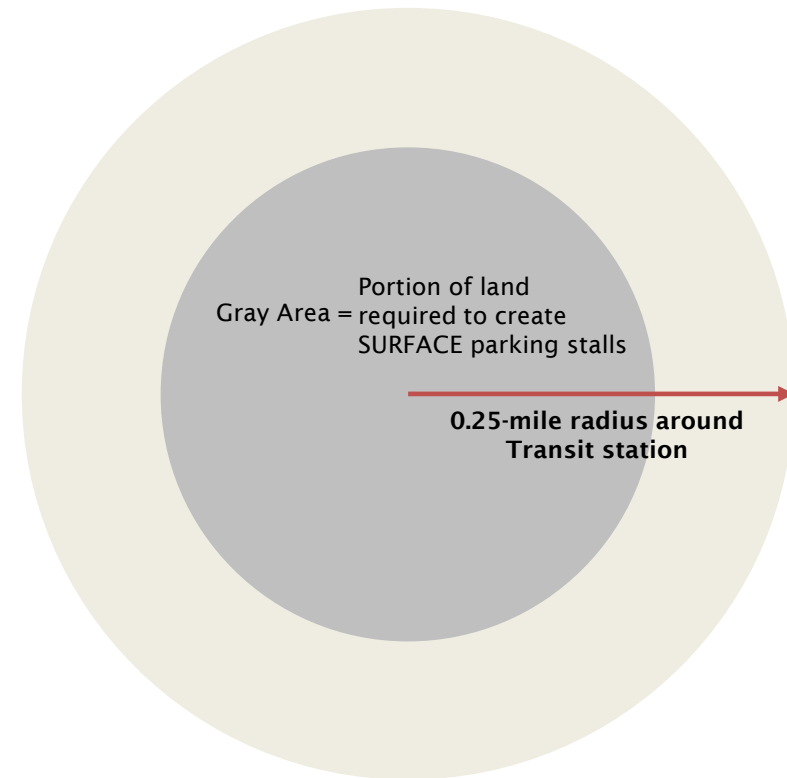 Gray Area =
Portion of land
required to create
SURFACE parking stalls
0.25-mile radius around
Transit station